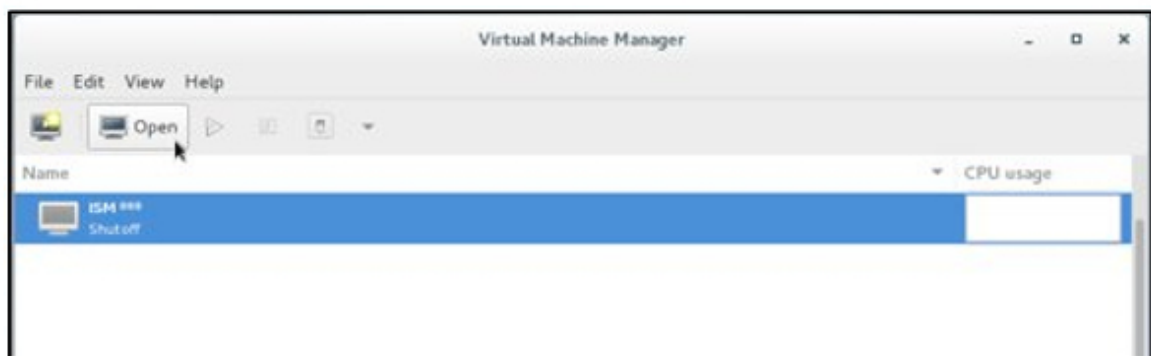 Virtual Machine Manager
File Edit View Help
Open
Name CPU usage
ISM
Shutoff